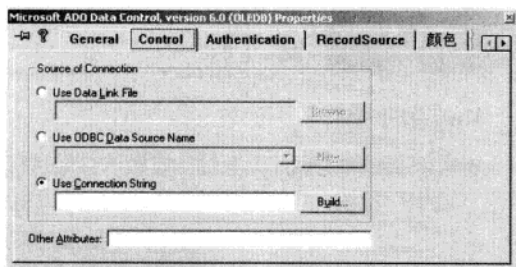 Microsoft ADO Data Control, version 6.0 (OLEDB) Properties
General Control Authentication RecordSource 颜色
Source of Connection
Use Data Link File
Browse...
Use ODBC Data Source Name
New...
Use Connection String
Build...
Other Attributes: